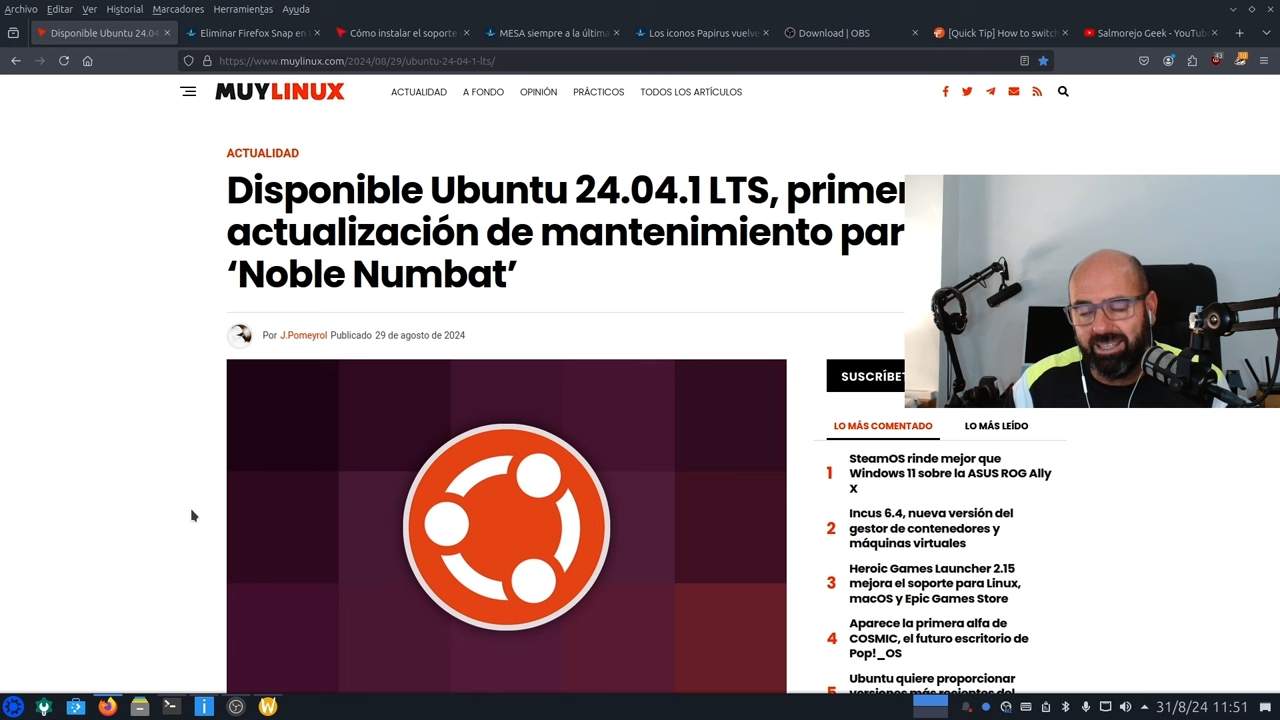 Archivo Editar Ver Historial Marcadores Herramientas Ayuda
Disponible Ubuntu 24.04
Eliminar Firefox Snap en
Cómo instalar el soporte
MESA siempre a la última
Los iconos Papirus vuelve
Download | OBS
[Quick Tip] How to switch
Salmorejo Geek - YouTub
https://www.muylinux.com/2024/08/29/ubuntu-24-04-1-lts/
43
10
MUYLINUX
ACTUALIDAD A FONDO OPINIÓN PRÁCTICOS TODOS LOS ARTÍCULOS
ACTUALIDAD
Disponible Ubuntu 24.04.1 LTS, primer
actualización de mantenimiento par
‘Noble Numbat’
Por J.Pomeyrol Publicado 29 de agosto de 2024
SUSCRÍBET
LO MÁS COMENTADO LO MÁS LEÍDO
1 SteamOS rinde mejor que
Windows 11 sobre la ASUS ROG Ally
X
2 Incus 6.4, nueva versión del
gestor de contenedores y
máquinas virtuales
3 Heroic Games Launcher 2.15
mejora el soporte para Linux,
macOS y Epic Games Store
4 Aparece la primera alfa de
COSMIC, el futuro escritorio de
Pop!_OS
5 Ubuntu quiere proporcionar
versiones más recientes del
31/8/24 11:51